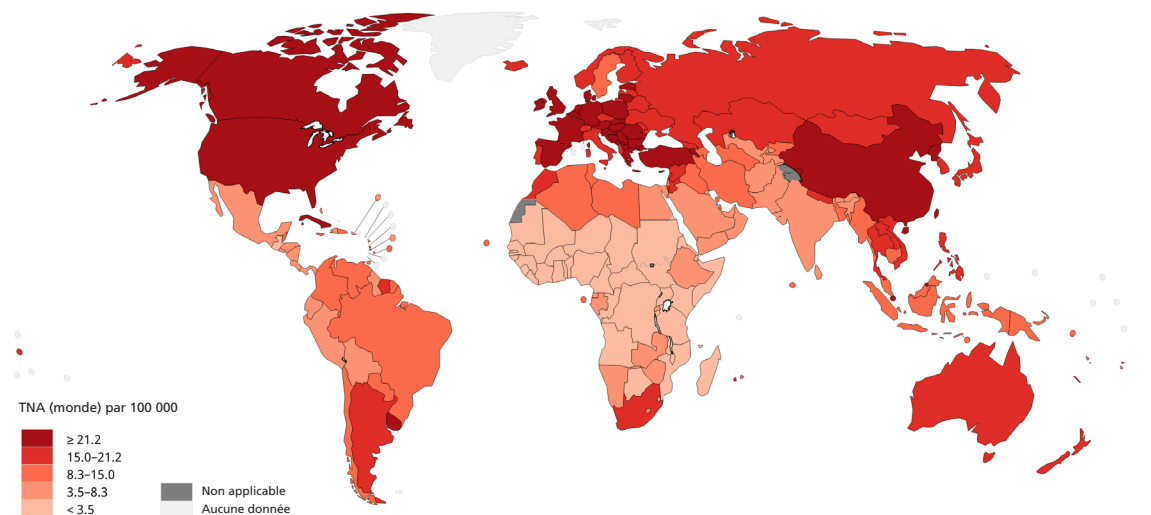 TNA (monde) par 100 000
≥ 21.2
15.0–21.2
8.3–15.0
3.5–8.3
< 3.5
Non applicable
Aucune donnée